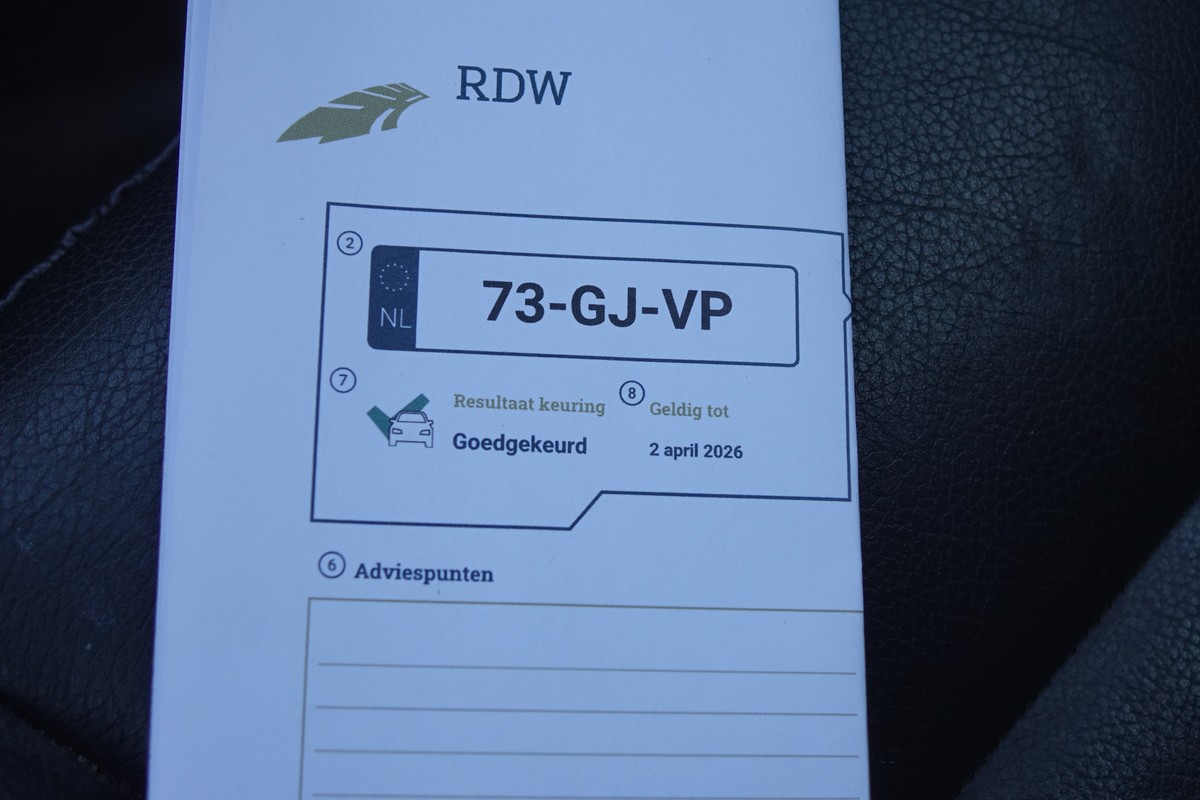 RDW
2
NL
73-GJ-VP
7
Resultaat keuring
8
Geldig tot
Goedgekeurd
2 april 2026
6 Adviespunten